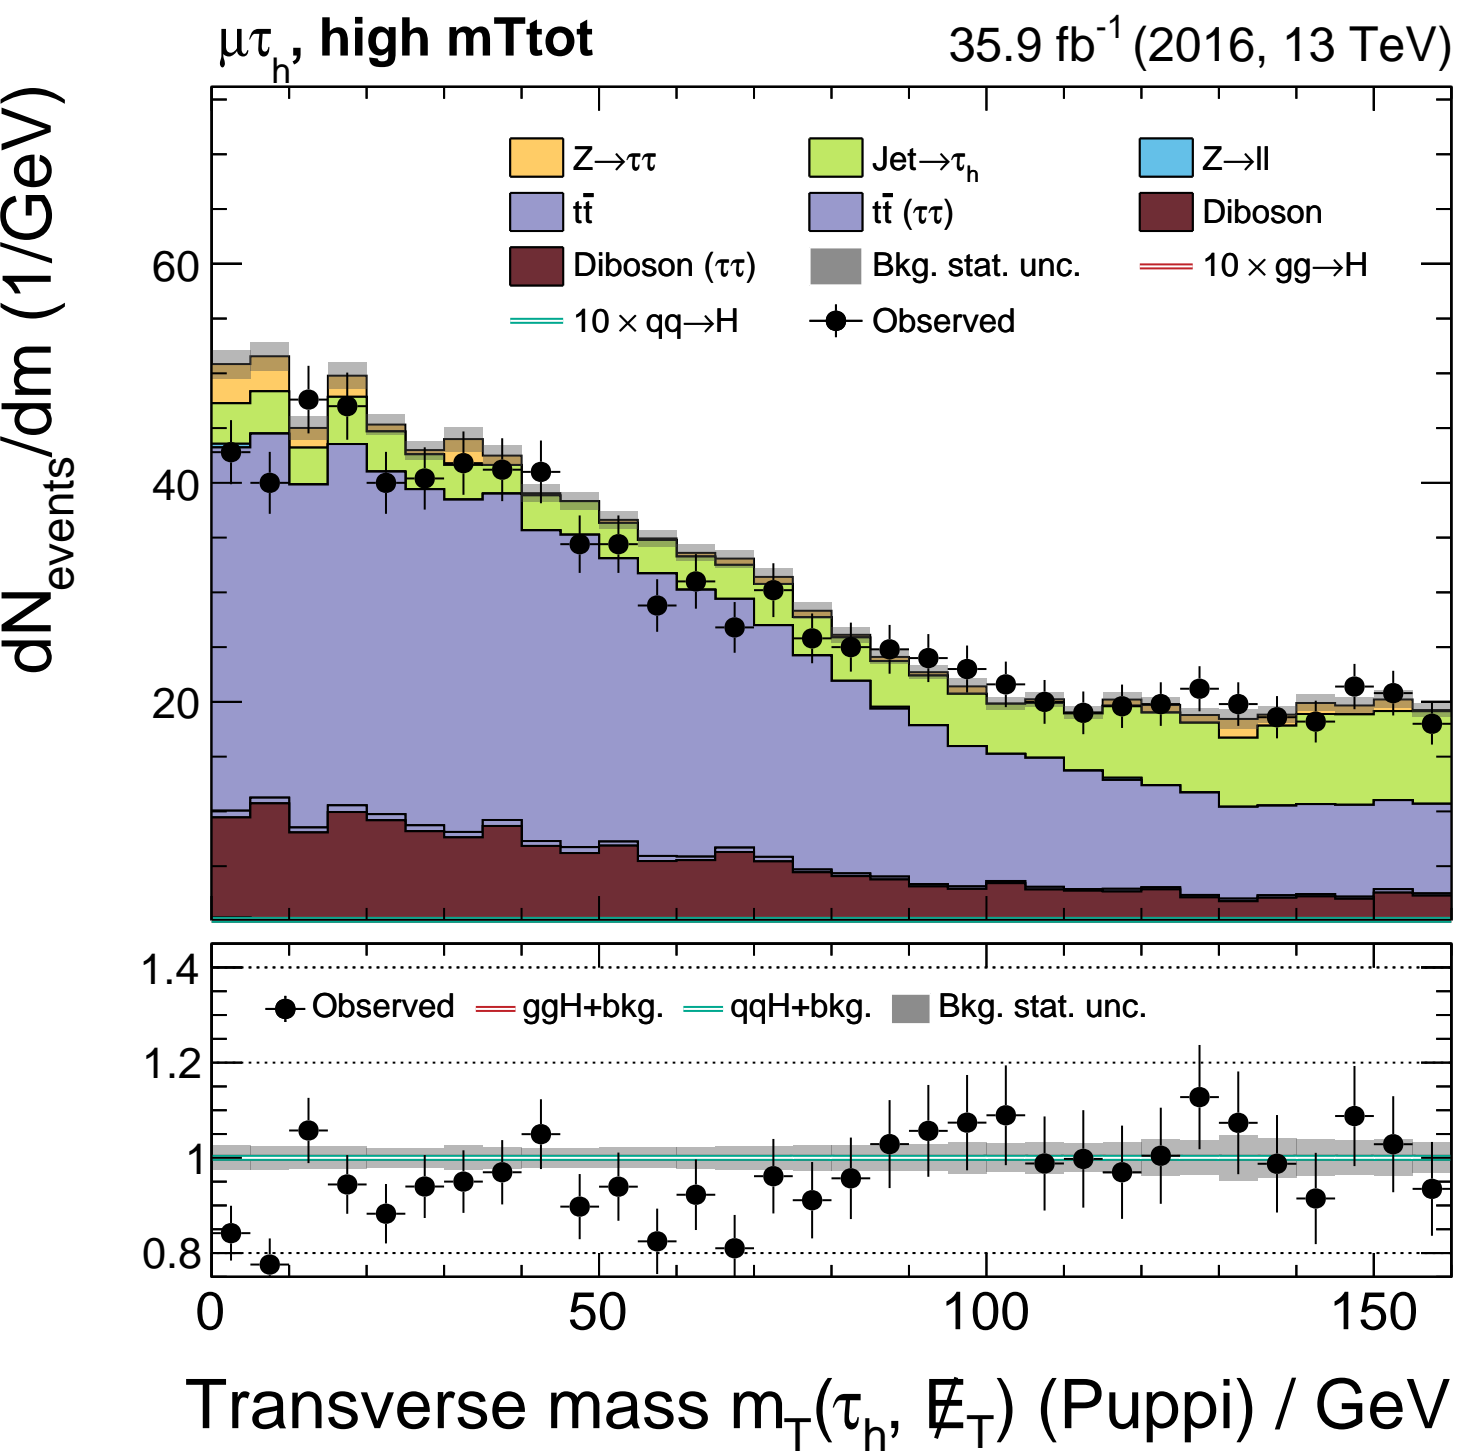 μτh, high mTtot 35.9 fb-1 (2016, 13 TeV)
dNevents/dm (1/GeV)
Z→ττ Jet→τh Z→ll
tt̄ tt̄ (ττ) Diboson
Diboson (ττ) Bkg. stat. unc. 10 × gg→H
10 × qq→H Observed
60
40
20
1.4
Observed ggH+bkg. qqH+bkg. Bkg. stat. unc.
1.2
1
0.8
0 50 100 150
Transverse mass mT(τh, E̸T) (Puppi) / GeV